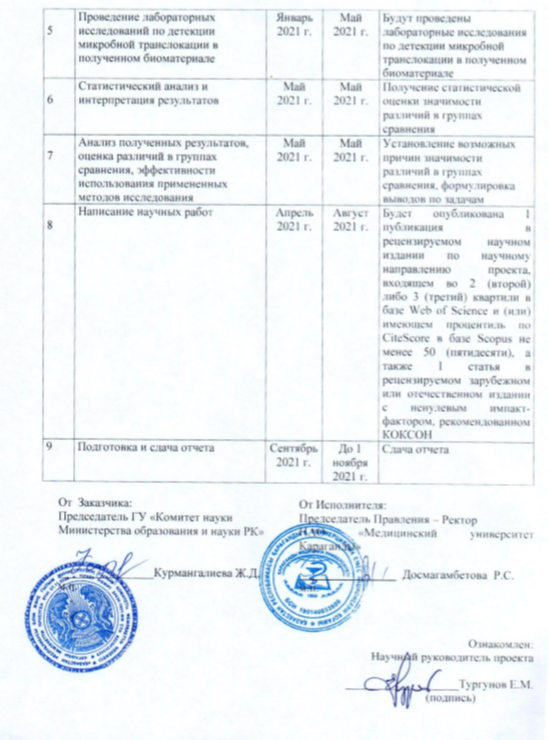 5
Проведение лабораторных
исследований по детекции
микробной транслокации в
полученном биоматериале
Январь
2021 г.
Май
2021 г.
Будут проведены
лабораторные исследования
по детекции микробной
транслокации в полученном
биоматериале
6
Статистический анализ и
интерпретация результатов
Май
2021 г.
Май
2021 г.
Получение статистической
оценки значимости
различий в группах
сравнения
7
Анализ полученных результатов,
оценка различий в группах
сравнения, эффективности
использования примененных
методов исследования
Май
2021 г.
Май
2021 г.
Установление возможных
причин значимости
различий в группах
сравнения, формулировка
выводов по задачам
8
Написание научных работ
Апрель
2021 г.
Август
2021 г.
Будет опубликована 1
публикация в
рецензируемом научном
издании по научному
направлению проекта,
входящем во 2 (второй)
либо 3 (третий) квартили в
базе Web of Science и (или)
имеющем процентиль по
CiteScore в базе Scopus не
менее 50 (пятидесяти), а
также 1 статья в
рецензируемом зарубежном
или отечественном издании
с ненулевым импакт-
фактором, рекомендованном
КОКСОН
9
Подготовка и сдача отчета
Сентябрь
2021 г.
До 1
ноября
2021 г.
Сдача отчета
От Заказчика:
Председатель ГУ «Комитет науки
Министерства образования и науки РК»
Курмангалиева Ж.Д.
От Исполнителя:
Председатель Правления – Ректор
«Медицинский университет
Караганды»
Досмагамбетова Р.С.
Ознакомлен:
Научный руководитель проекта
Тургунов Е.М.
(подпись)